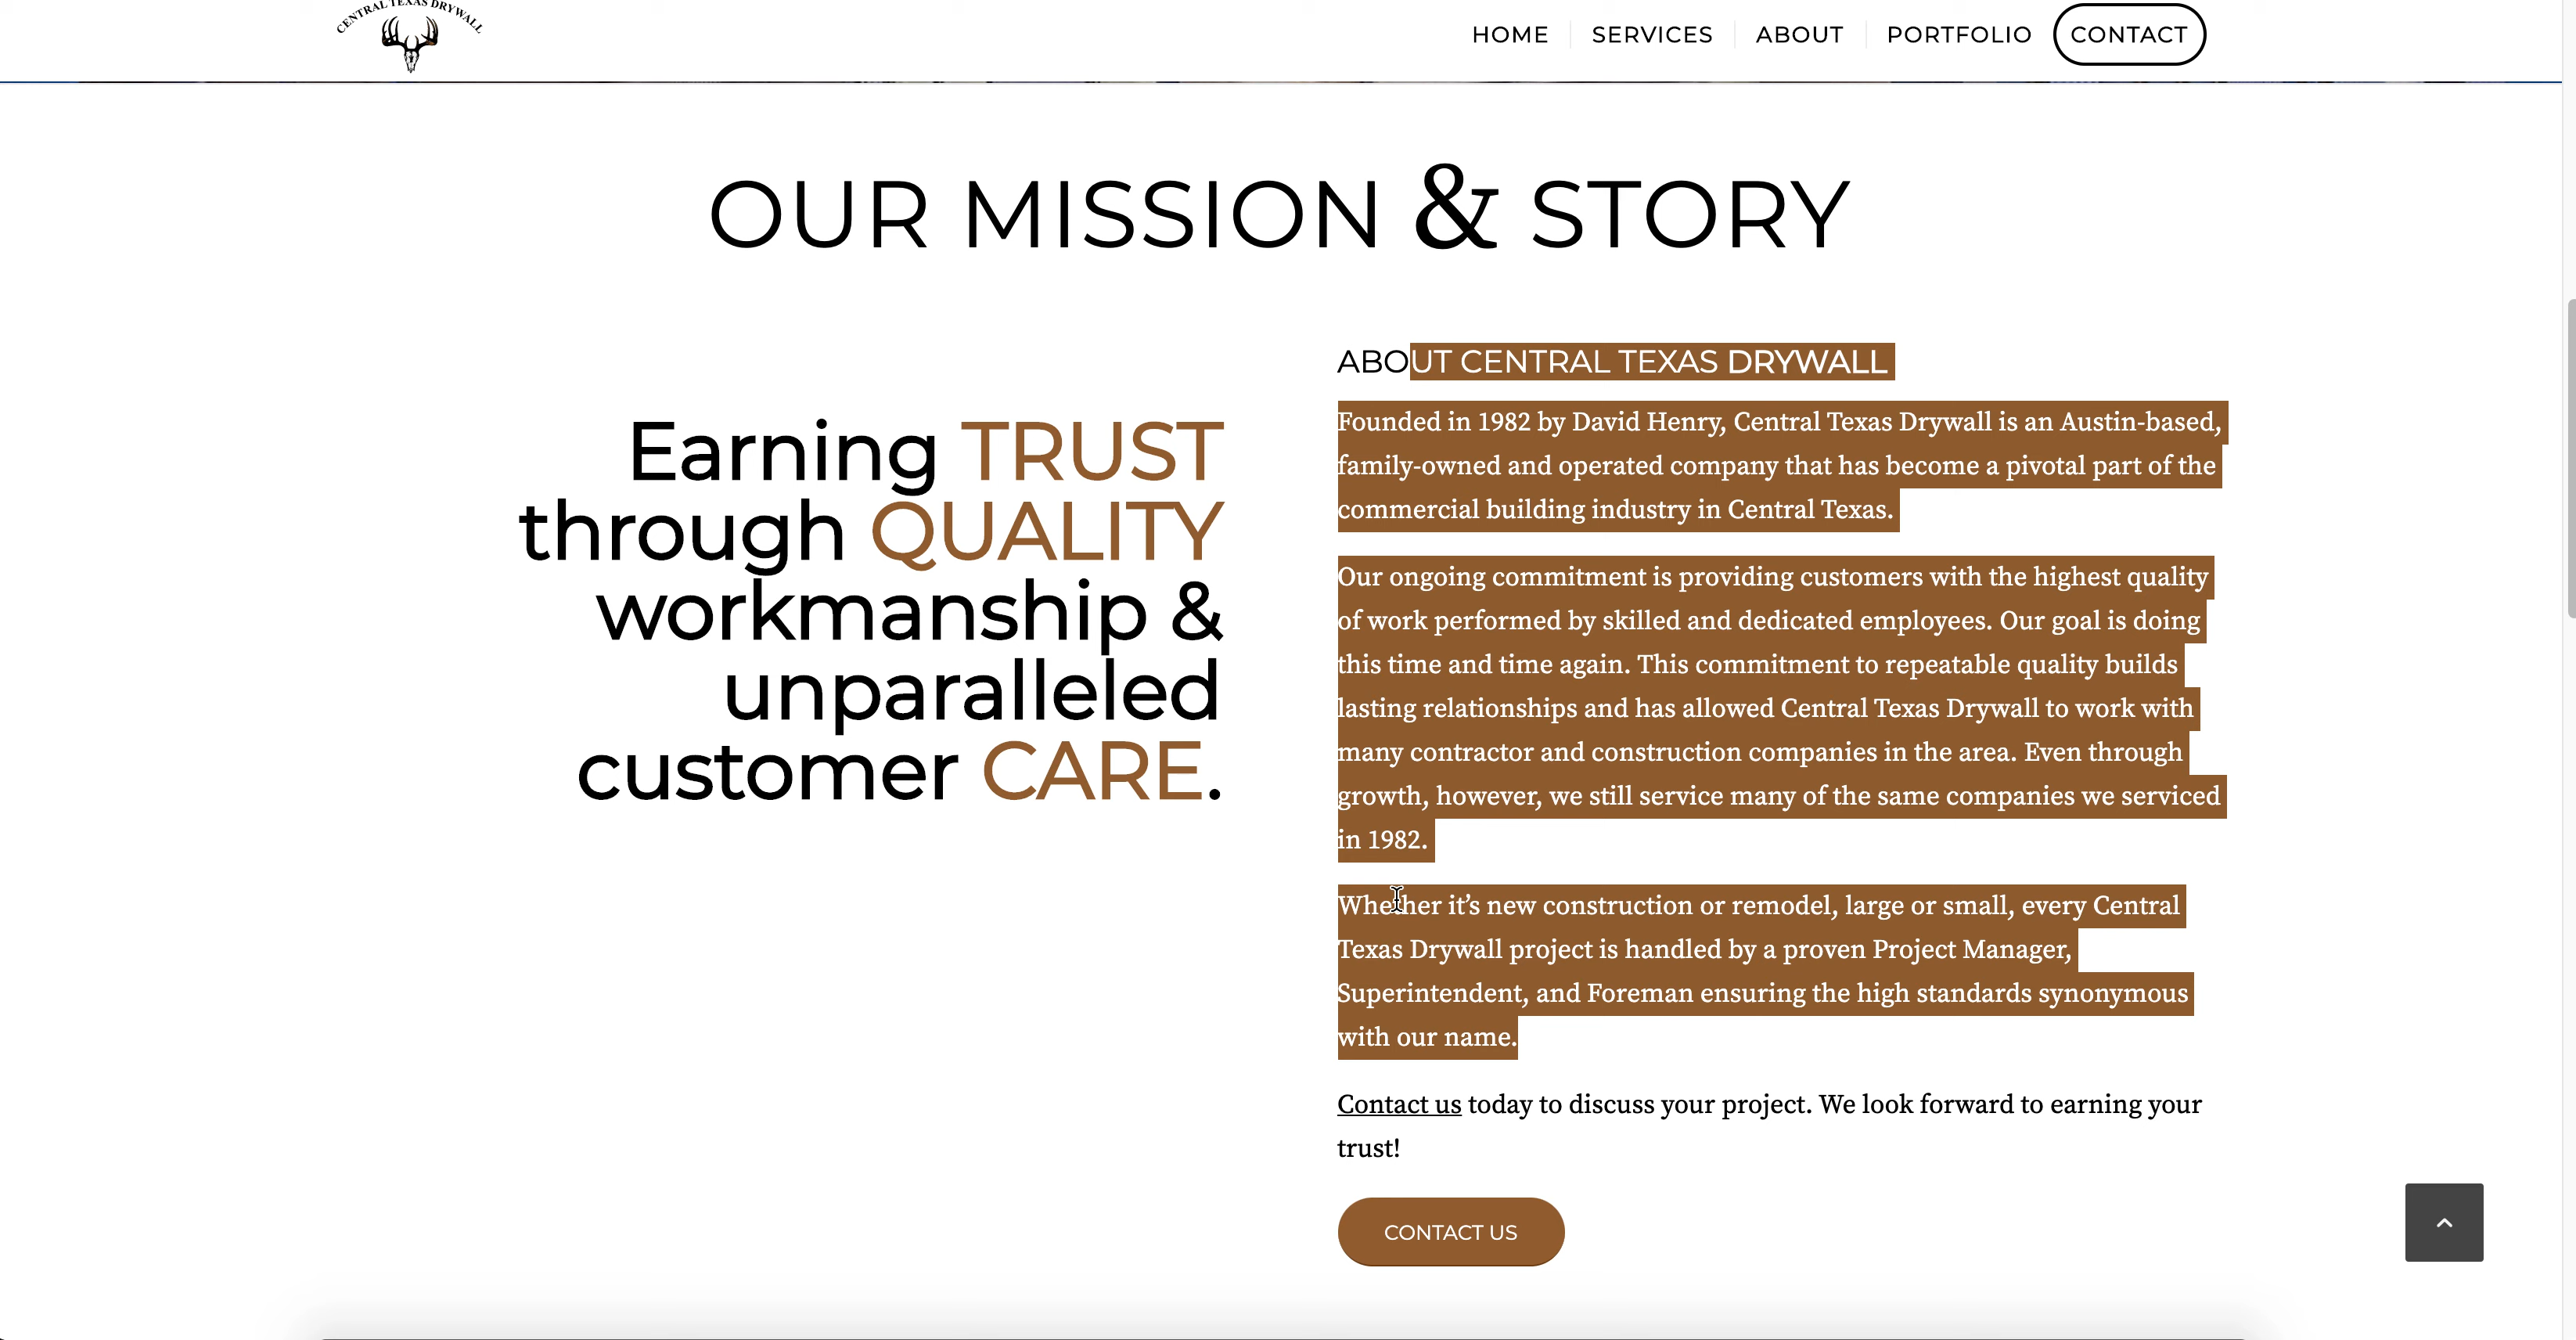 CENTRAL TEXAS DRYWALL
HOME
SERVICES
ABOUT
PORTFOLIO
CONTACT
OUR MISSION & STORY
Earning TRUST
through QUALITY
workmanship &
unparalleled
customer CARE.
ABOUT CENTRAL TEXAS DRYWALL
Founded in 1982 by David Henry, Central Texas Drywall is an Austin-based,
family-owned and operated company that has become a pivotal part of the
commercial building industry in Central Texas.
Our ongoing commitment is providing customers with the highest quality
of work performed by skilled and dedicated employees. Our goal is doing
this time and time again. This commitment to repeatable quality builds
lasting relationships and has allowed Central Texas Drywall to work with
many contractor and construction companies in the area. Even through
growth, however, we still service many of the same companies we serviced
in 1982.
Whether it’s new construction or remodel, large or small, every Central
Texas Drywall project is handled by a proven Project Manager,
Superintendent, and Foreman ensuring the high standards synonymous
with our name.
Contact us today to discuss your project. We look forward to earning your
trust!
CONTACT US